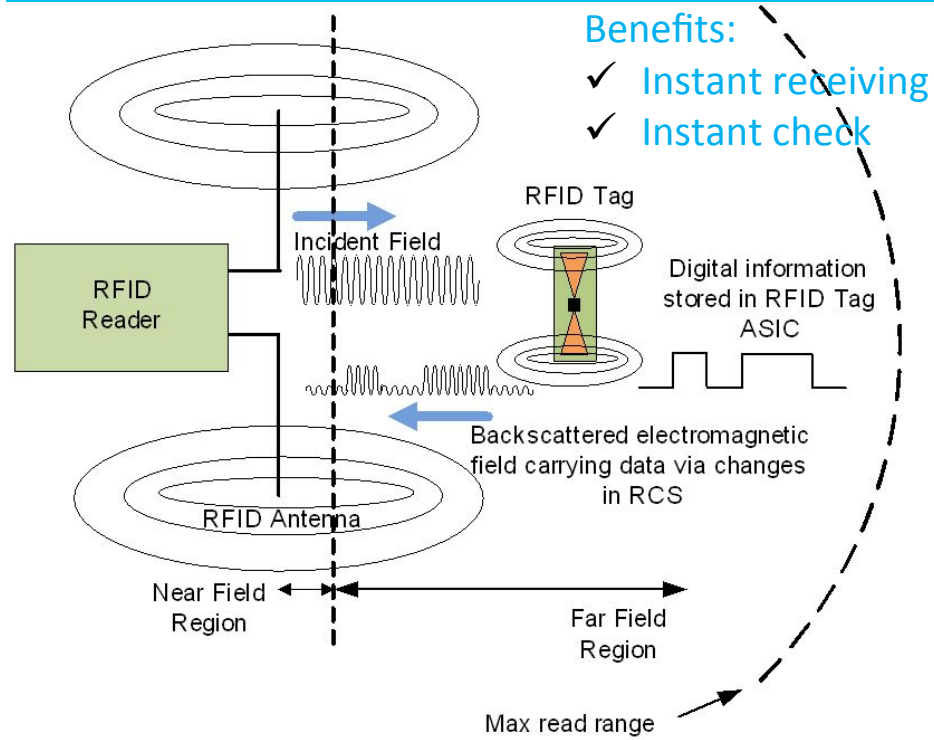 Benefits:
✓ Instant receiving
✓ Instant check
RFID Tag
Incident Field
RFID
Reader
Digital information
stored in RFID Tag
ASIC
Backscattered electromagnetic
field carrying data via changes
in RCS
RFID Antenna
Near Field
Region
Far Field
Region
Max read range